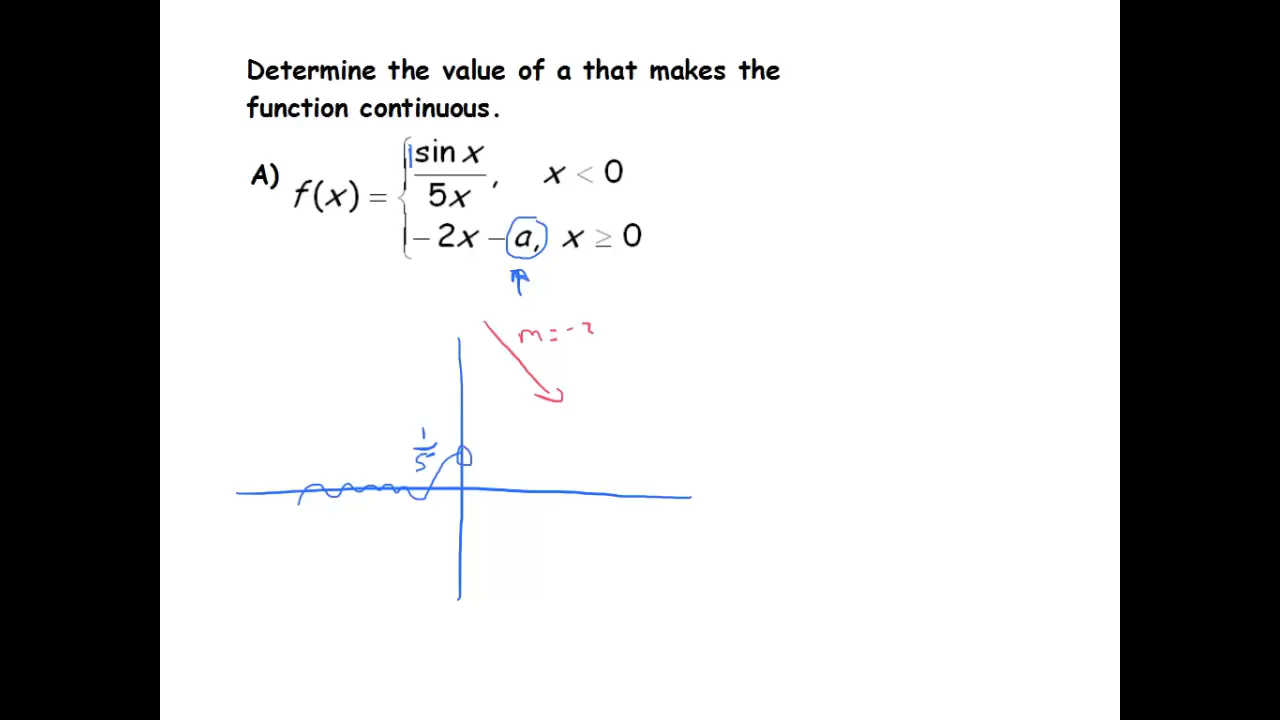 Determine the value of a that makes the
function continuous.
A) f(x) = { sin x / 5x, x < 0
-2x - a, x ≥ 0
m = -2
1/5